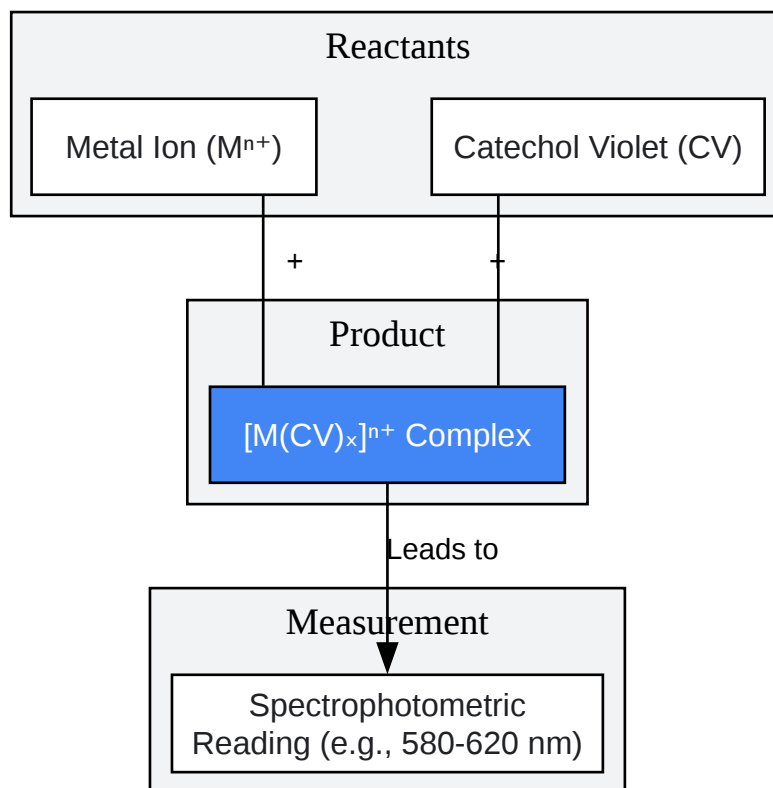 Reactants
Metal Ion (Mⁿ⁺)
Catechol Violet (CV)
+
+
Product
[M(CV)ₓ]ⁿ⁺ Complex
Leads to
Measurement
Spectrophotometric
Reading (e.g., 580-620 nm)